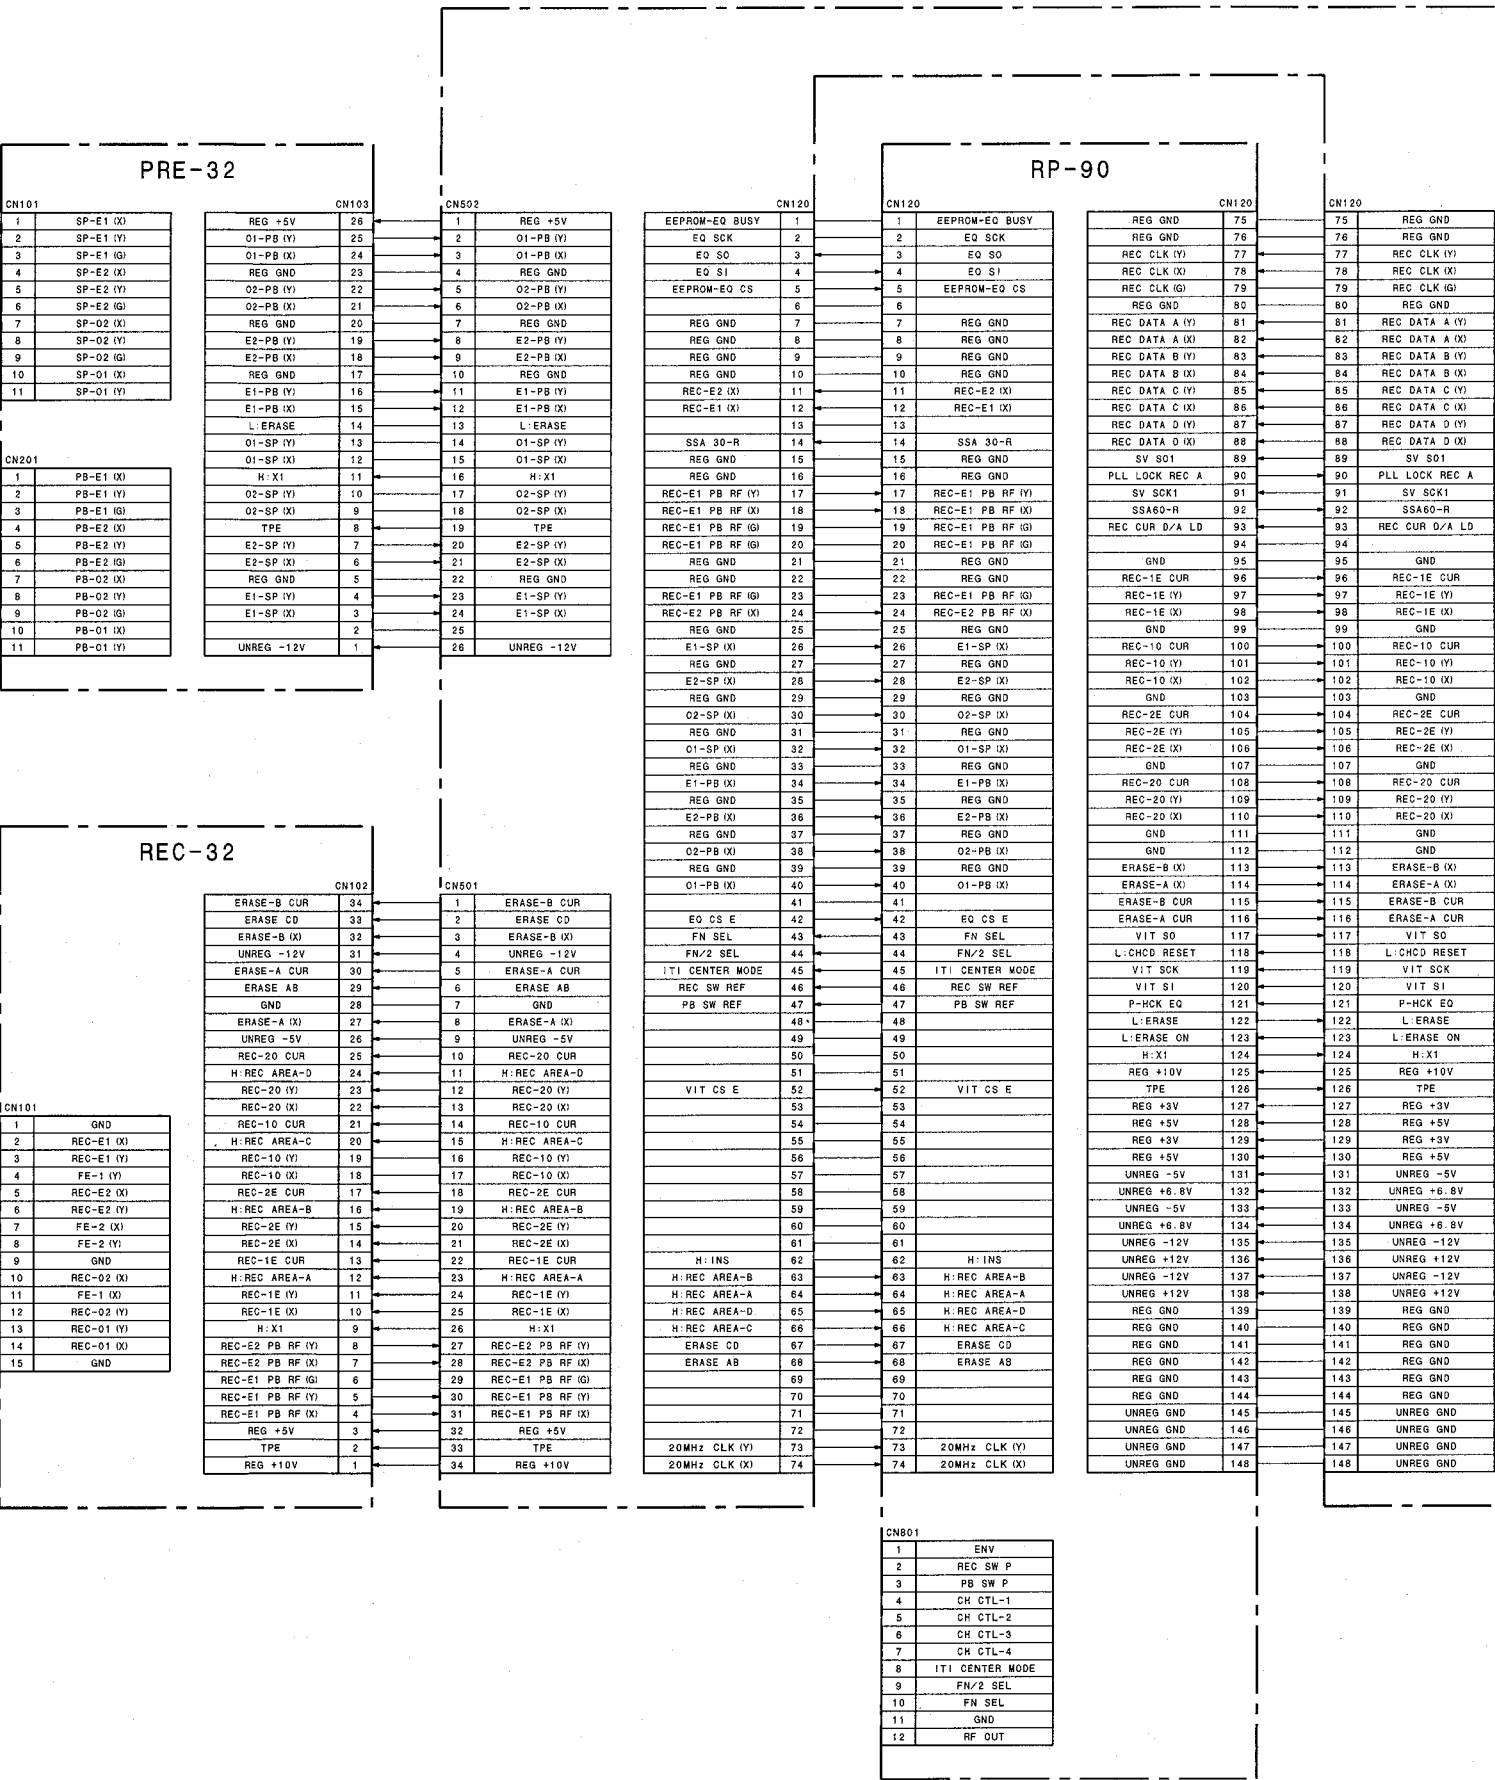 PRE-32
CN101
1 SP-E1 (X)
2 SP-E1 (Y)
3 SP-E1 (G)
4 SP-E2 (X)
5 SP-E2 (Y)
6 SP-E2 (G)
7 SP-02 (X)
8 SP-02 (Y)
9 SP-02 (G)
10 SP-01 (X)
11 SP-01 (Y)
CN201
1 PB-E1 (X)
2 PB-E1 (Y)
3 PB-E1 (G)
4 PB-E2 (X)
5 PB-E2 (Y)
6 PB-E2 (G)
7 PB-02 (X)
8 PB-02 (Y)
9 PB-02 (G)
10 PB-01 (X)
11 PB-01 (Y)
CN103
REG +5V 26
01-PB (Y) 25
01-PB (X) 24
REG GND 23
02-PB (Y) 22
02-PB (X) 21
REG GND 20
E2-PB (Y) 19
E2-PB (X) 18
REG GND 17
E1-PB (Y) 16
E1-PB (X) 15
L:ERASE 14
01-SP (Y) 13
01-SP (X) 12
H:X1 11
02-SP (Y) 10
02-SP (X) 9
TPE 8
E2-SP (Y) 7
E2-SP (X) 6
REG GND 5
E1-SP (Y) 4
E1-SP (X) 3
2
UNREG -12V 1
CN502
1 REG +5V
2 01-PB (Y)
3 01-PB (X)
4 REG GND
5 02-PB (Y)
6 02-PB (X)
7 REG GND
8 E2-PB (Y)
9 E2-PB (X)
10 REG GND
11 E1-PB (Y)
12 E1-PB (X)
13 L:ERASE
14 01-SP (Y)
15 01-SP (X)
16 H:X1
17 02-SP (Y)
18 02-SP (X)
19 TPE
20 E2-SP (Y)
21 E2-SP (X)
22 REG GND
23 E1-SP (Y)
24 E1-SP (X)
25
26 UNREG -12V
REC-32
CN101
1 GND
2 REC-E1 (X)
3 REC-E1 (Y)
4 FE-1 (Y)
5 REC-E2 (X)
6 REC-E2 (Y)
7 FE-2 (X)
8 FE-2 (Y)
9 GND
10 REC-02 (X)
11 FE-1 (X)
12 REC-02 (Y)
13 REC-01 (Y)
14 REC-01 (X)
15 GND
CN102
ERASE-B CUR 34
ERASE CD 33
ERASE-B (X) 32
UNREG -12V 31
ERASE-A CUR 30
ERASE AB 29
GND 28
ERASE-A (X) 27
UNREG -5V 26
REC-20 CUR 25
H:REC AREA-D 24
REC-20 (Y) 23
REC-20 (X) 22
REC-10 CUR 21
H:REC AREA-C 20
REC-10 (Y) 19
REC-10 (X) 18
REC-2E CUR 17
H:REC AREA-B 16
REC-2E (Y) 15
REC-2E (X) 14
REC-1E CUR 13
H:REC AREA-A 12
REC-1E (Y) 11
REC-1E (X) 10
H:X1 9
REC-E2 PB RF (Y) 8
REC-E2 PB RF (X) 7
REC-E1 PB RF (G) 6
REC-E1 PB RF (Y) 5
REC-E1 PB RF (X) 4
REG +5V 3
TPE 2
REG +10V 1
CN501
1 ERASE-B CUR
2 ERASE CD
3 ERASE-B (X)
4 UNREG -12V
5 ERASE-A CUR
6 ERASE AB
7 GND
8 ERASE-A (X)
9 UNREG -5V
10 REC-20 CUR
11 H:REC AREA-D
12 REC-20 (Y)
13 REC-20 (X)
14 REC-10 CUR
15 H:REC AREA-C
16 REC-10 (Y)
17 REC-10 (X)
18 REC-2E CUR
19 H:REC AREA-B
20 REC-2E (Y)
21 REC-2E (X)
22 REC-1E CUR
23 H:REC AREA-A
24 REC-1E (Y)
25 REC-1E (X)
26 H:X1
27 REC-E2 PB RF (Y)
28 REC-E2 PB RF (X)
29 REC-E1 PB RF (G)
30 REC-E1 PB RF (Y)
31 REC-E1 PB RF (X)
32 REG +5V
33 TPE
34 REG +10V
CN120
EEPROM-EQ BUSY 1
EQ SCK 2
EQ SO 3
EQ SI 4
EEPROM-EQ CS 5
6
REG GND 7
REG GND 8
REG GND 9
REG GND 10
REC-E2 (X) 11
REC-E1 (X) 12
13
SSA 30-R 14
REG GND 15
REG GND 16
REC-E1 PB RF (Y) 17
REC-E1 PB RF (X) 18
REC-E1 PB RF (G) 19
REC-E1 PB RF (G) 20
REG GND 21
REG GND 22
REC-E1 PB RF (G) 23
REC-E2 PB RF (X) 24
REG GND 25
E1-SP (X) 26
REG GND 27
E2-SP (X) 28
REG GND 29
02-SP (X) 30
REG GND 31
01-SP (X) 32
REG GND 33
E1-PB (X) 34
REG GND 35
E2-PB (X) 36
REG GND 37
02-PB (X) 38
REG GND 39
01-PB (X) 40
41
EQ CS E 42
FN SEL 43
FN/2 SEL 44
ITI CENTER MODE 45
REC SW REF 46
PB SW REF 47
48
49
50
51
VIT CS E 52
53
54
55
56
57
58
59
60
61
H:INS 62
H:REC AREA-B 63
H:REC AREA-A 64
H:REC AREA-D 65
H:REC AREA-C 66
ERASE CD 67
ERASE AB 68
69
70
71
72
20MHz CLK (Y) 73
20MHz CLK (X) 74
RP-90
CN120
1 EEPROM-EQ BUSY
2 EQ SCK
3 EQ SO
4 EQ SI
5 EEPROM-EQ CS
6
7 REG GND
8 REG GND
9 REG GND
10 REG GND
11 REC-E2 (X)
12 REC-E1 (X)
13
14 SSA 30-R
15 REG GND
16 REG GND
17 REC-E1 PB RF (Y)
18 REC-E1 PB RF (X)
19 REC-E1 PB RF (G)
20 REC-E1 PB RF (G)
21 REG GND
22 REG GND
23 REC-E1 PB RF (G)
24 REC-E2 PB RF (X)
25 REG GND
26 E1-SP (X)
27 REG GND
28 E2-SP (X)
29 REG GND
30 02-SP (X)
31 REG GND
32 01-SP (X)
33 REG GND
34 E1-PB (X)
35 REG GND
36 E2-PB (X)
37 REG GND
38 02-PB (X)
39 REG GND
40 01-PB (X)
41
42 EQ CS E
43 FN SEL
44 FN/2 SEL
45 ITI CENTER MODE
46 REC SW REF
47 PB SW REF
48
49
50
51
52 VIT CS E
53
54
55
56
57
58
59
60
61
62 H:INS
63 H:REC AREA-B
64 H:REC AREA-A
65 H:REC AREA-D
66 H:REC AREA-C
67 ERASE CD
68 ERASE AB
69
70
71
72
73 20MHz CLK (Y)
74 20MHz CLK (X)
CN801
1 ENV
2 REC SW P
3 PB SW P
4 CH CTL-1
5 CH CTL-2
6 CH CTL-3
7 CH CTL-4
8 ITI CENTER MODE
9 FN/2 SEL
10 FN SEL
11 GND
12 RF OUT
CN120
REG GND 75
REG GND 76
REC CLK (Y) 77
REC CLK (X) 78
REC CLK (G) 79
REG GND 80
REC DATA A (Y) 81
REC DATA A (X) 82
REC DATA B (Y) 83
REC DATA B (X) 84
REC DATA C (Y) 85
REC DATA C (X) 86
REC DATA D (Y) 87
REC DATA D (X) 88
SV SO1 89
PLL LOCK REC A 90
SV SCK1 91
SSA60-R 92
REC CUR D/A LD 93
94
GND 95
REC-1E CUR 96
REC-1E (Y) 97
REC-1E (X) 98
GND 99
REC-10 CUR 100
REC-10 (Y) 101
REC-10 (X) 102
GND 103
REC-2E CUR 104
REC-2E (Y) 105
REC-2E (X) 106
GND 107
REC-20 CUR 108
REC-20 (Y) 109
REC-20 (X) 110
GND 111
GND 112
ERASE-B (X) 113
ERASE-A (X) 114
ERASE-B CUR 115
ERASE-A CUR 116
VIT SO 117
L:CHCD RESET 118
VIT SCK 119
VIT SI 120
P-HCK EQ 121
L:ERASE 122
L:ERASE ON 123
H:X1 124
REG +10V 125
TPE 126
REG +3V 127
REG +5V 128
REG +3V 129
REG +5V 130
UNREG -5V 131
UNREG +6.8V 132
UNREG -5V 133
UNREG +6.8V 134
UNREG -12V 135
UNREG +12V 136
UNREG -12V 137
UNREG +12V 138
REG GND 139
REG GND 140
REG GND 141
REG GND 142
REG GND 143
REG GND 144
UNREG GND 145
UNREG GND 146
UNREG GND 147
UNREG GND 148
CN120
75 REG GND
76 REG GND
77 REC CLK (Y)
78 REC CLK (X)
79 REC CLK (G)
80 REG GND
81 REC DATA A (Y)
82 REC DATA A (X)
83 REC DATA B (Y)
84 REC DATA B (X)
85 REC DATA C (Y)
86 REC DATA C (X)
87 REC DATA D (Y)
88 REC DATA D (X)
89 SV SO1
90 PLL LOCK REC A
91 SV SCK1
92 SSA60-R
93 REC CUR D/A LD
94
95 GND
96 REC-1E CUR
97 REC-1E (Y)
98 REC-1E (X)
99 GND
100 REC-10 CUR
101 REC-10 (Y)
102 REC-10 (X)
103 GND
104 REC-2E CUR
105 REC-2E (Y)
106 REC-2E (X)
107 GND
108 REC-20 CUR
109 REC-20 (Y)
110 REC-20 (X)
111 GND
112 GND
113 ERASE-B (X)
114 ERASE-A (X)
115 ERASE-B CUR
116 ERASE-A CUR
117 VIT SO
118 L:CHCD RESET
119 VIT SCK
120 VIT SI
121 P-HCK EQ
122 L:ERASE
123 L:ERASE ON
124 H:X1
125 REG +10V
126 TPE
127 REG +3V
128 REG +5V
129 REG +3V
130 REG +5V
131 UNREG -5V
132 UNREG +6.8V
133 UNREG -5V
134 UNREG +6.8V
135 UNREG -12V
136 UNREG +12V
137 UNREG -12V
138 UNREG +12V
139 REG GND
140 REG GND
141 REG GND
142 REG GND
143 REG GND
144 REG GND
145 UNREG GND
146 UNREG GND
147 UNREG GND
148 UNREG GND